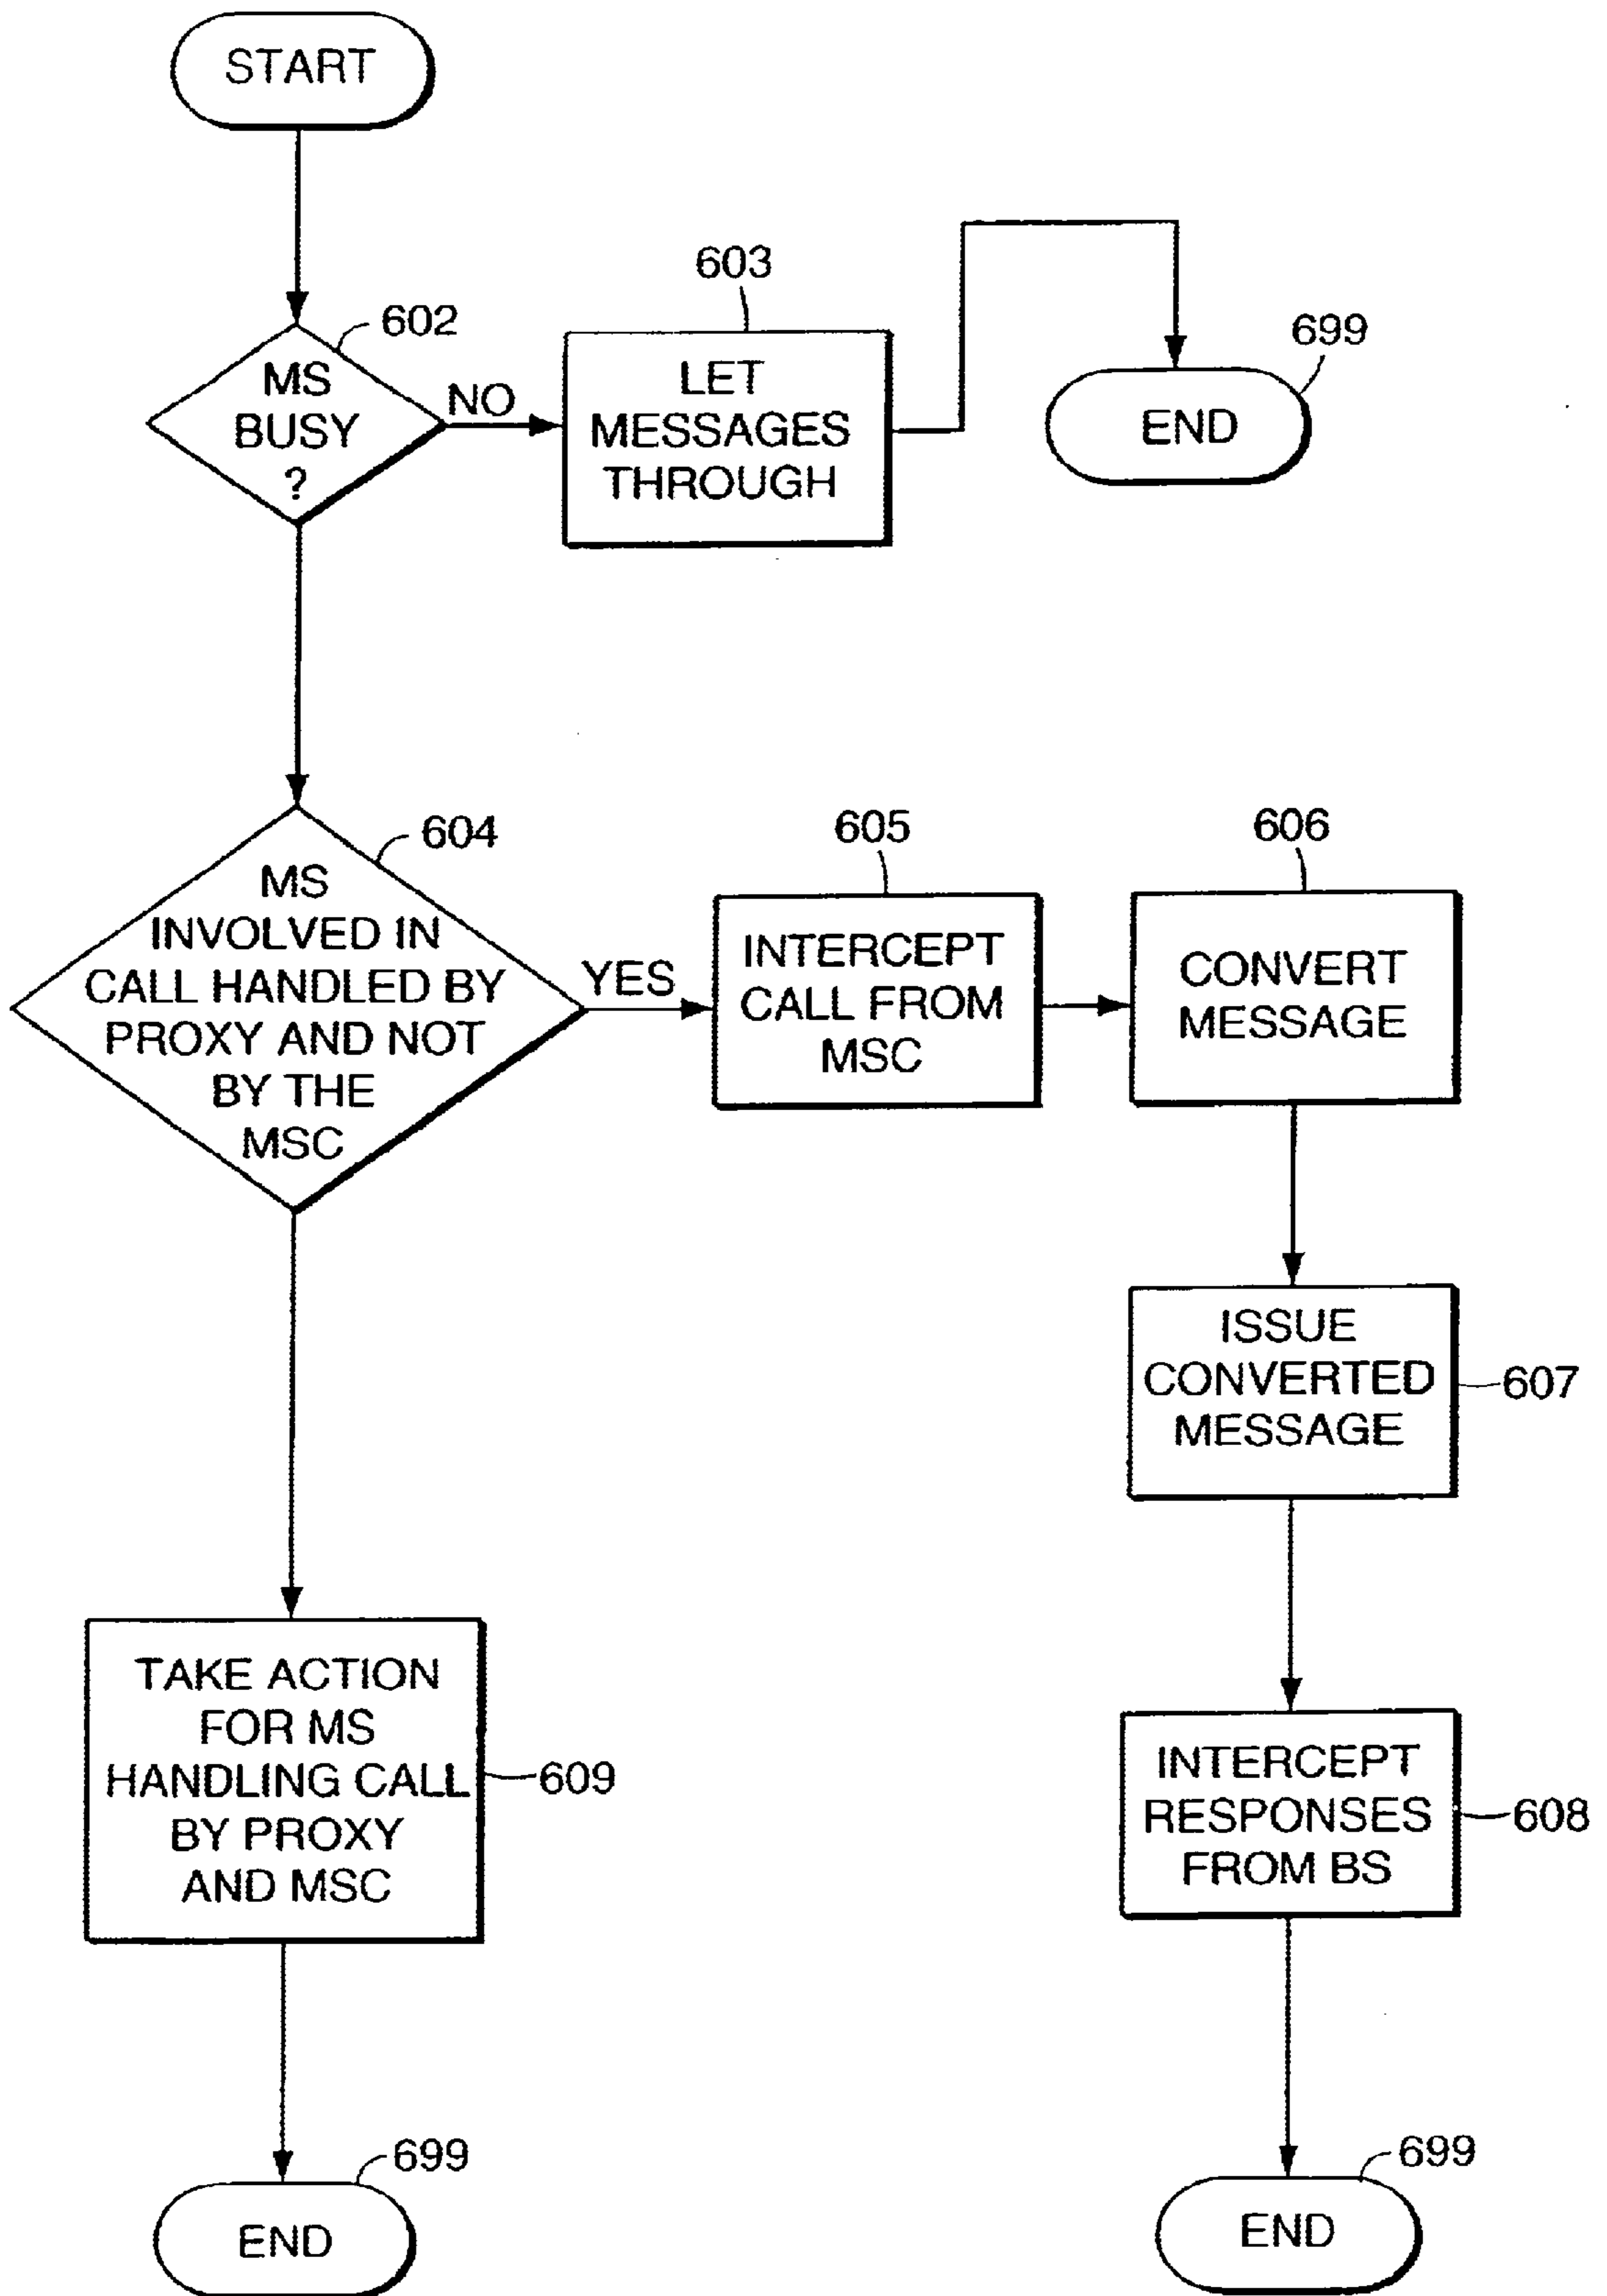 START
602
MS
BUSY
?
NO
603
LET
MESSAGES
THROUGH
699
END
604
MS
INVOLVED IN
CALL HANDLED BY
PROXY AND NOT
BY THE
MSC
YES
605
INTERCEPT
CALL FROM
MSC
606
CONVERT
MESSAGE
ISSUE
CONVERTED
MESSAGE
607
TAKE ACTION
FOR MS
HANDLING CALL
BY PROXY
AND MSC
609
INTERCEPT
RESPONSES
FROM BS
608
699
END
699
END